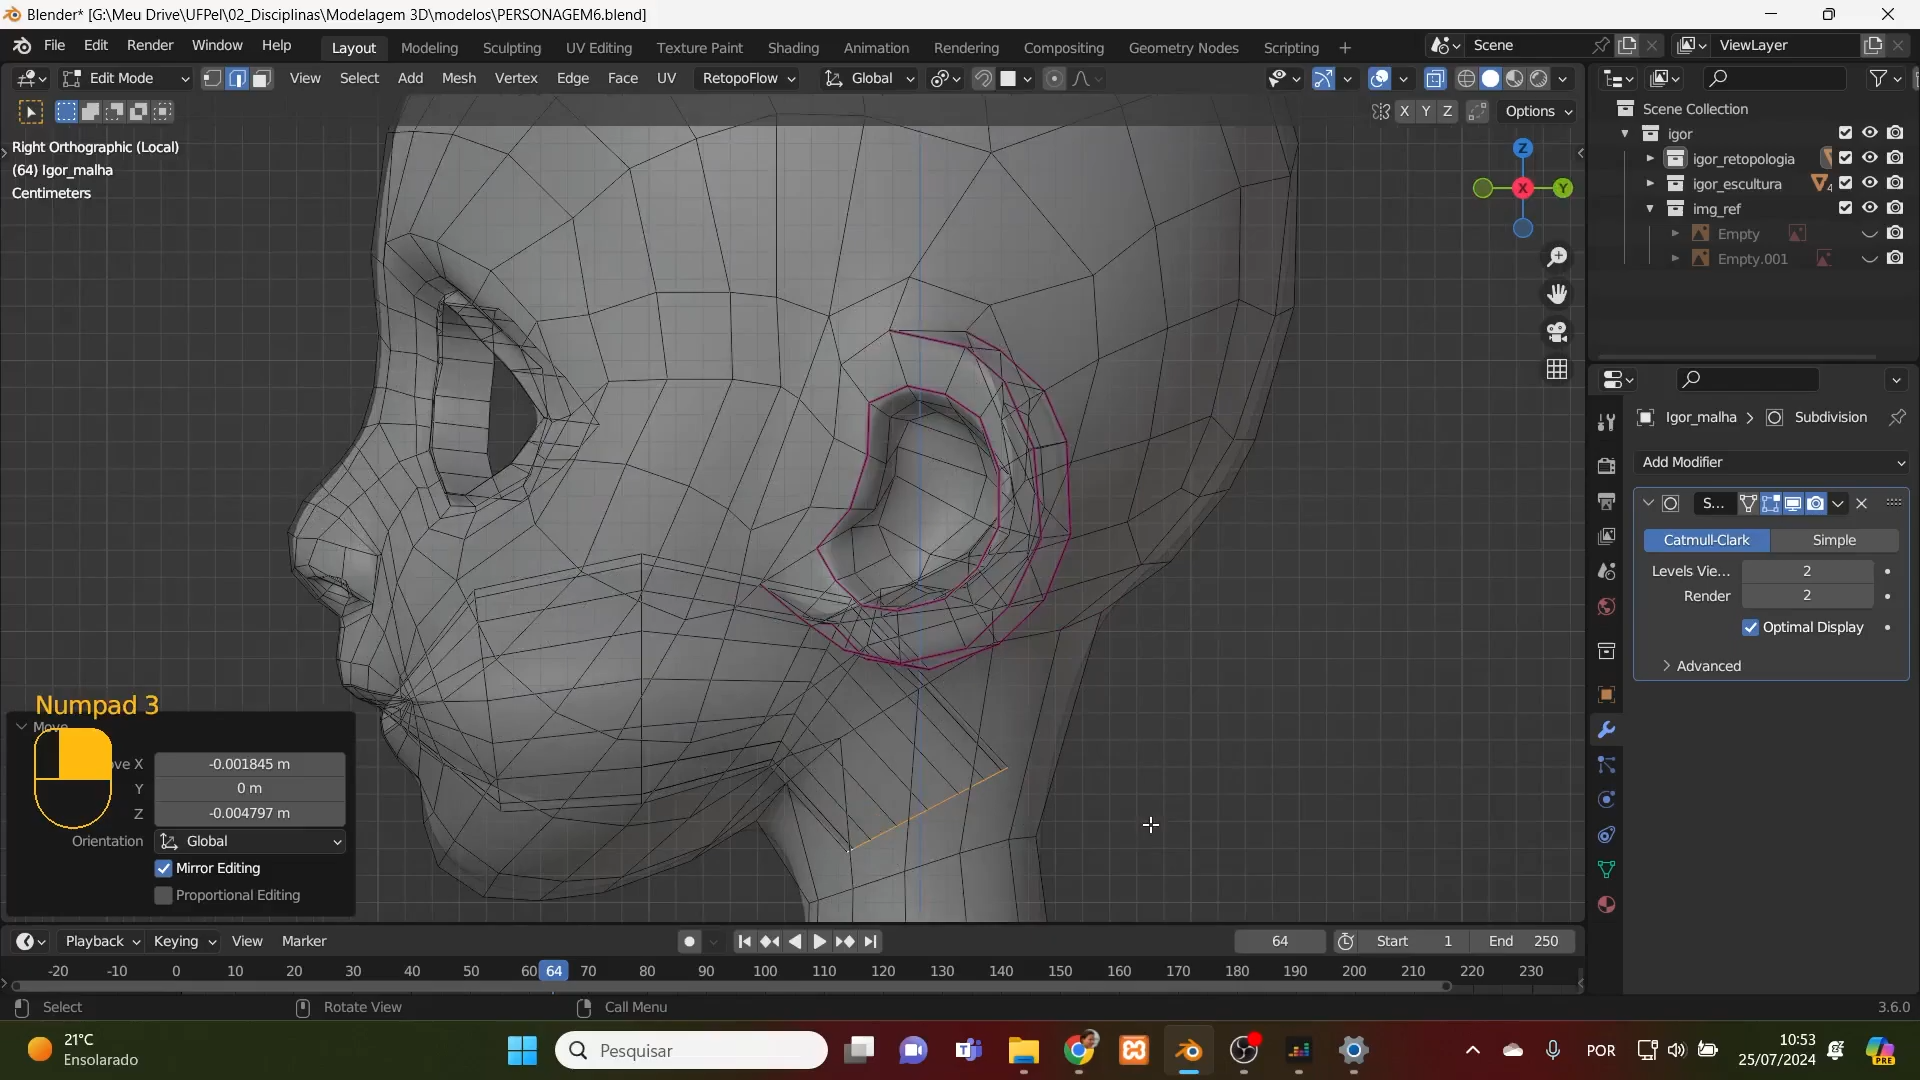 Blender* [G:\Meu Drive\UFPel\02_Disciplinas\Modelagem 3D\modelos\PERSONAGEM6.blend]
File Edit Render Window Help Layout Modeling Sculpting UV Editing Texture Paint Shading Animation Rendering Compositing Geometry Nodes Scripting + Scene ViewLayer
Edit Mode View Select Add Mesh Vertex Edge Face UV RetopoFlow Global
X Y Z Options
Right Orthographic (Local)
(64) Igor_malha
Centimeters
Z
X
Y
Scene Collection
igor
igor_retopologia
igor_escultura 4
img_ref
Empty
Empty.001
Igor_malha > Subdivision
Add Modifier
S...
Catmull-Clark Simple
Levels Vie... 2
Render 2
Optimal Display
Advanced
Numpad 3
Move
ove X -0.001845 m
Y 0 m
Z -0.004797 m
Orientation Global
Mirror Editing
Proportional Editing
Playback Keying View Marker 64 Start 1 End 250
-20 -10 0 10 20 30 40 50 60 64 70 80 90 100 110 120 130 140 150 160 170 180 190 200 210 220 230
Select Rotate View Call Menu 3.6.0
21°C
Ensolarado
Pesquisar
POR
10:53
25/07/2024
PRE